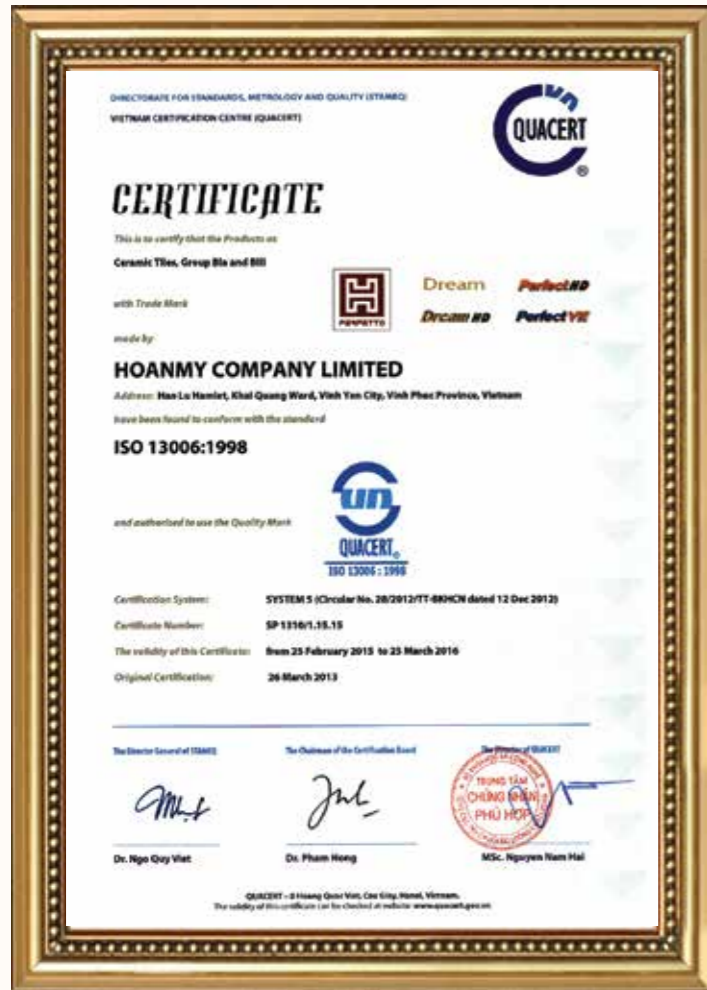 DIRECTORATE FOR STANDARDS, METROLOGY AND QUALITY (STAMEQ)
VIETNAM CERTIFICATION CENTRE (QUACERT)
QUACERT
®
CERTIFICATE
This is to certify that the Products as
Ceramic Tiles, Group BIa and BIII
with Trade Mark
PERFETTO
Dream
PerfectHD
Dream HD
Perfect VIE
made by
HOANMY COMPANY LIMITED
Address: Han Lu Hamlet, Khai Quang Ward, Vinh Yen City, Vinh Phuc Province, Vietnam
have been found to conform with the standard
ISO 13006:1998
and authorised to use the Quality Mark
QUACERT®
ISO 13006 : 1998
Certification System: SYSTEM 5 (Circular No. 28/2012/TT-BKHCN dated 12 Dec 2012)
Certificate Number: SP 1310/1.15.15
The validity of this Certificate: from 25 February 2015 to 25 March 2016
Original Certification: 26 March 2013
The Director General of STAMEQ
The Chairman of the Certification Board
The Director of QUACERT
TRUNG TÂM
CHỨNG NHẬN
PHÙ HỢP
Dr. Ngo Quy Viet
Dr. Pham Hong
MSc. Nguyen Nam Hai
QUACERT – 8 Hoang Quoc Viet, Cau Giay, Hanoi, Vietnam.
The validity of this certificate can be checked at website: www.quacert.gov.vn